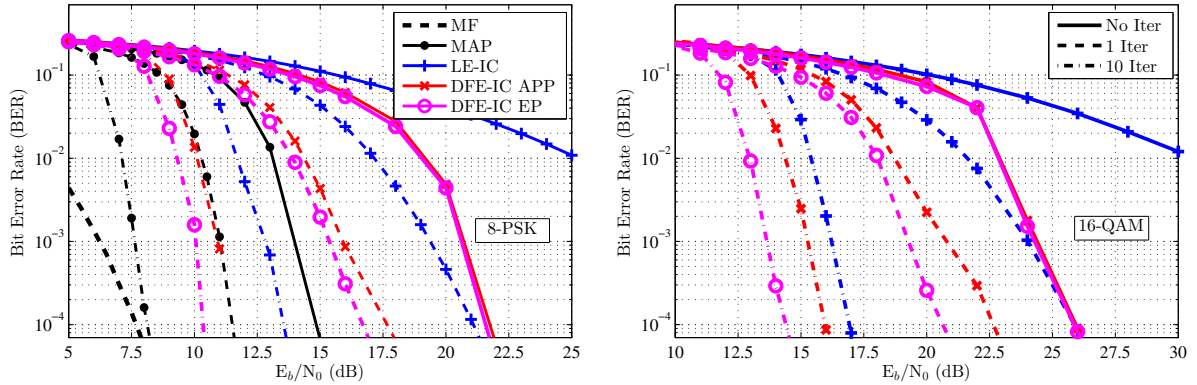 Bit Error Rate (BER)
10^-1
10^-2
10^-3
10^-4
5
7.5
10
12.5
15
17.5
20
22.5
25
E_b/N_0 (dB)
MF
MAP
LE-IC
DFE-IC APP
DFE-IC EP
8-PSK
Bit Error Rate (BER)
10^-1
10^-2
10^-3
10^-4
10
12.5
15
17.5
20
22.5
25
27.5
30
E_b/N_0 (dB)
No Iter
1 Iter
10 Iter
16-QAM